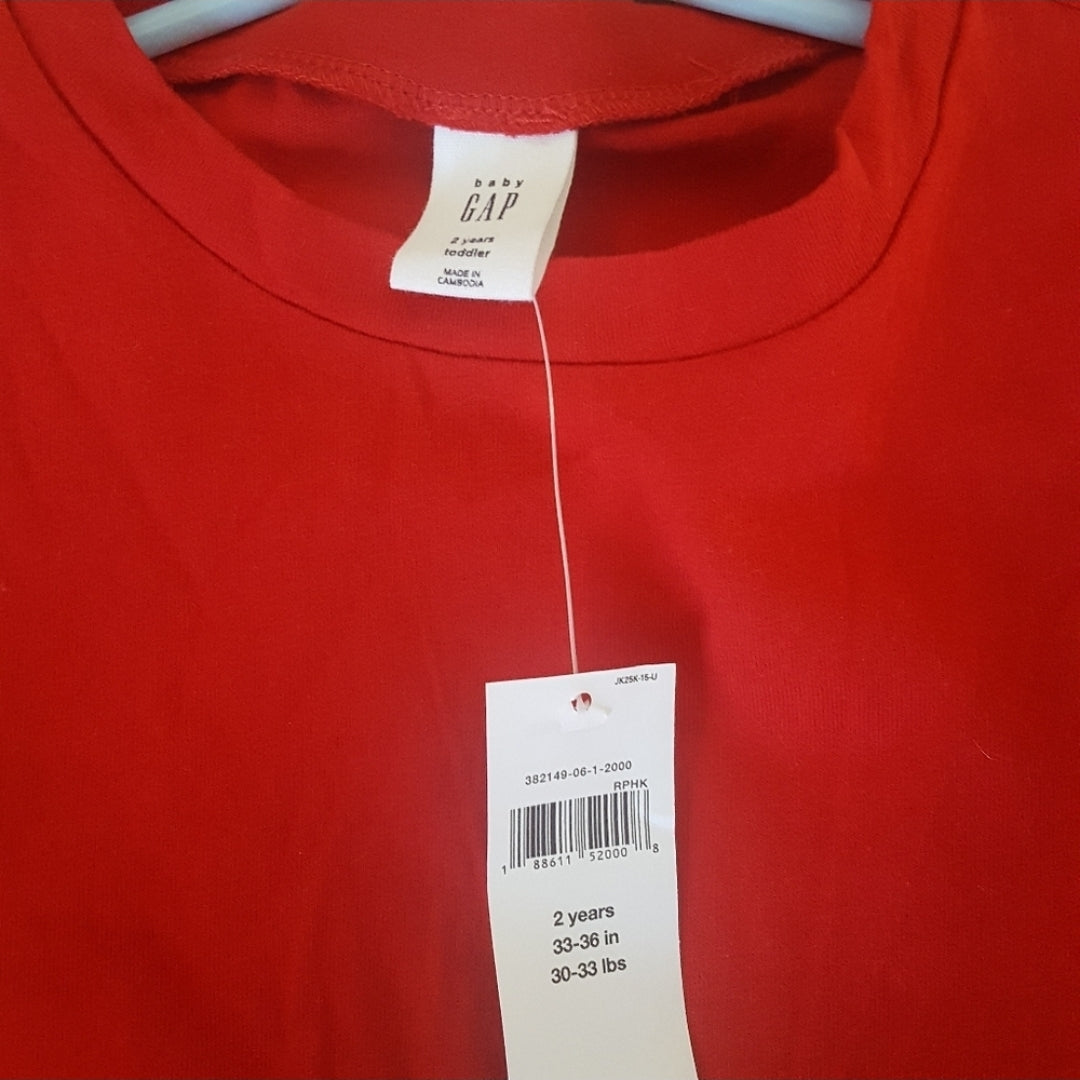 baby
GAP
2 years
toddler
MADE IN
CAMBODIA
JK25K-15-U
382149-06-1-2000
RPHK
1 88611 52000 8
2 years
33-36 in
30-33 lbs